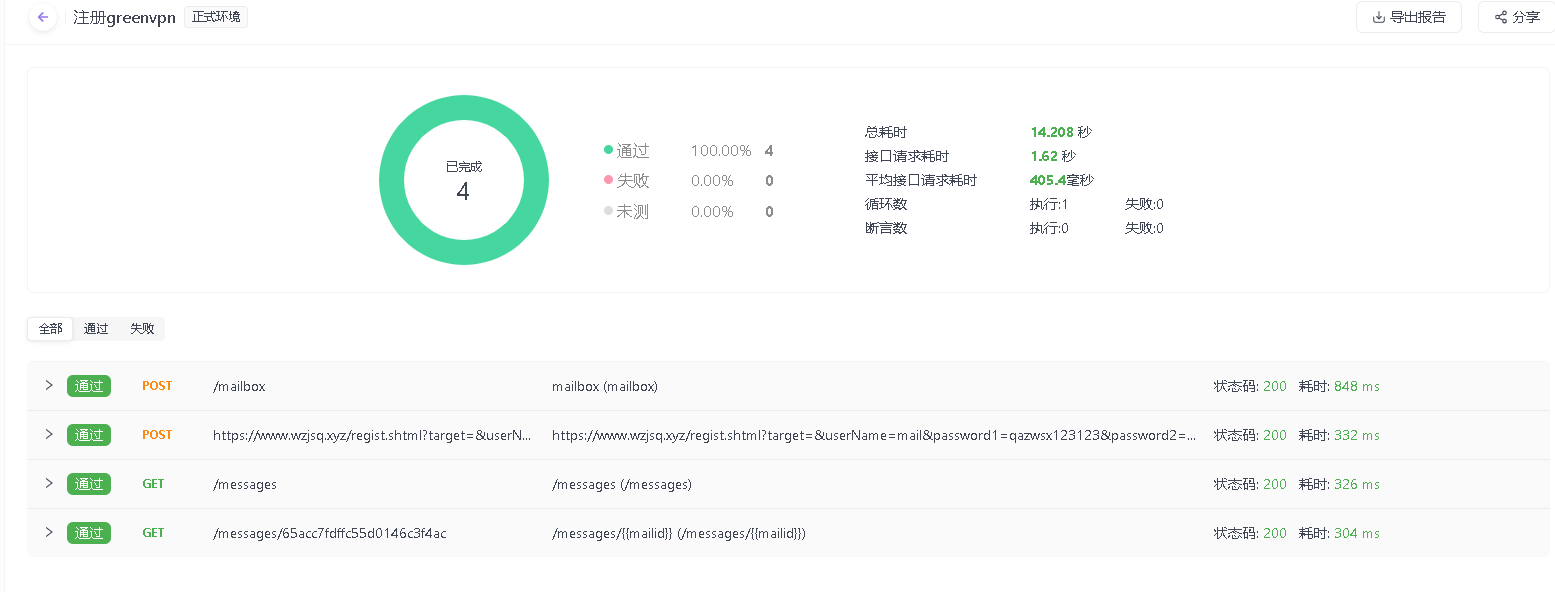 注册greenvpn 正式环境 导出报告 分享
已完成
4
通过 100.00% 4
失败 0.00% 0
未测 0.00% 0
总耗时 14.208 秒
接口请求耗时 1.62 秒
平均接口请求耗时 405.4毫秒
循环数 执行:1 失败:0
断言数 执行:0 失败:0
全部 通过 失败
通过 POST /mailbox mailbox (mailbox) 状态码: 200 耗时: 848 ms
通过 POST https://www.wzjsq.xyz/regist.shtml?target=&userN... https://www.wzjsq.xyz/regist.shtml?target=&userName=mail&password1=qazwsx123123&password2=... 状态码: 200 耗时: 332 ms
通过 GET /messages /messages (/messages) 状态码: 200 耗时: 326 ms
通过 GET /messages/65acc7fdffc55d0146c3f4ac /messages/{{mailid}} (/messages/{{mailid}}) 状态码: 200 耗时: 304 ms